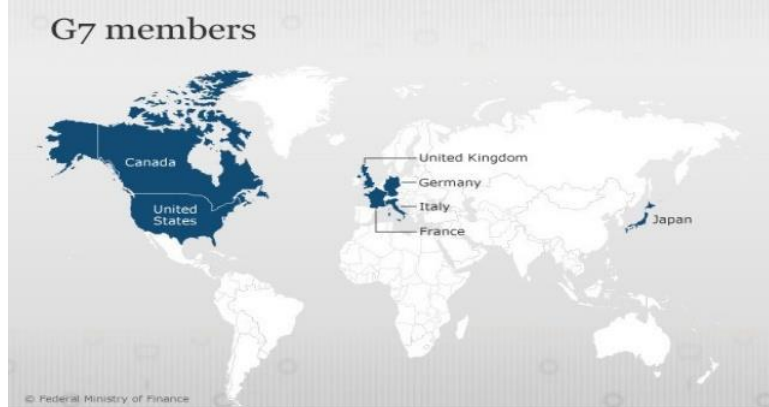 G7 members
Canada
United
States
United Kingdom
Germany
Italy
France
Japan
© Federal Ministry of Finance